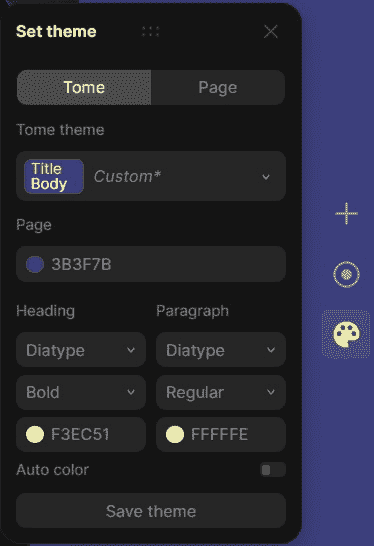 Set theme
Tome Page
Tome theme
Title
Body
Custom*
Page
3B3F7B
Heading Paragraph
Diatype Diatype
Bold Regular
F3EC51 FFFFFE
Auto color
Save theme